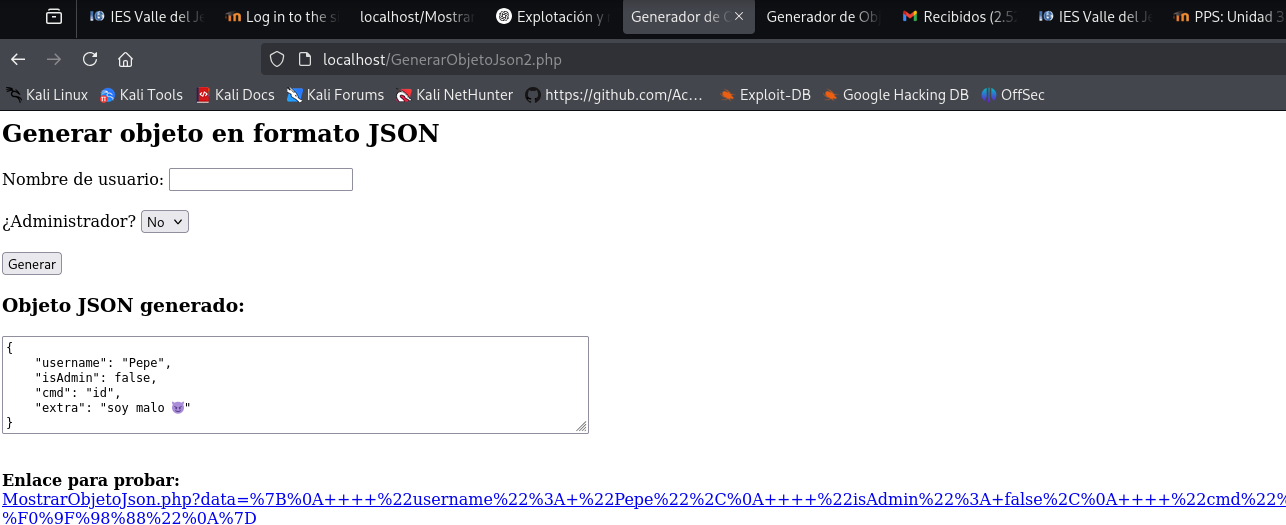 IES Valle del Je
Log in to the s
localhost/Mostrar
Explotación y
Generador de O
Generador de Ob
Recibidos (2.52
IES Valle del Je
PPS: Unidad 3
localhost/GenerarObjetoJson2.php
Kali Linux
Kali Tools
Kali Docs
Kali Forums
Kali NetHunter
https://github.com/Ac...
Exploit-DB
Google Hacking DB
OffSec
Generar objeto en formato JSON
Nombre de usuario:
¿Administrador? No
Generar
Objeto JSON generado:
{
    "username": "Pepe",
    "isAdmin": false,
    "cmd": "id",
    "extra": "soy malo 😈"
}
Enlace para probar:
MostrarObjetoJson.php?data=%7B%0A++++%22username%22%3A+%22Pepe%22%2C%0A++++%22isAdmin%22%3A+false%2C%0A++++%22cmd%22%
%F0%9F%98%88%22%0A%7D